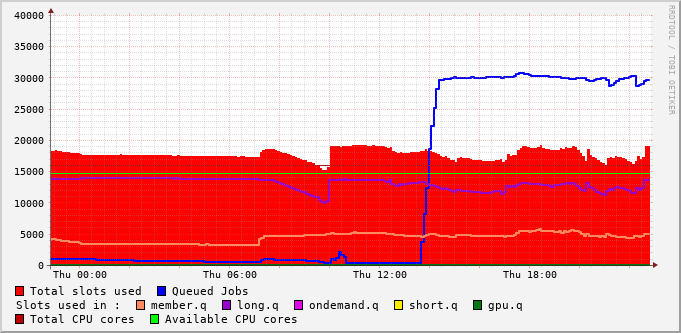 RRDTOOL / TOBI OETIKER
40000
35000
30000
25000
20000
15000
10000
5000
0
Thu 00:00 Thu 06:00 Thu 12:00 Thu 18:00
Total slots used Queued Jobs
Slots used in : member.q long.q ondemand.q short.q gpu.q
Total CPU cores Available CPU cores